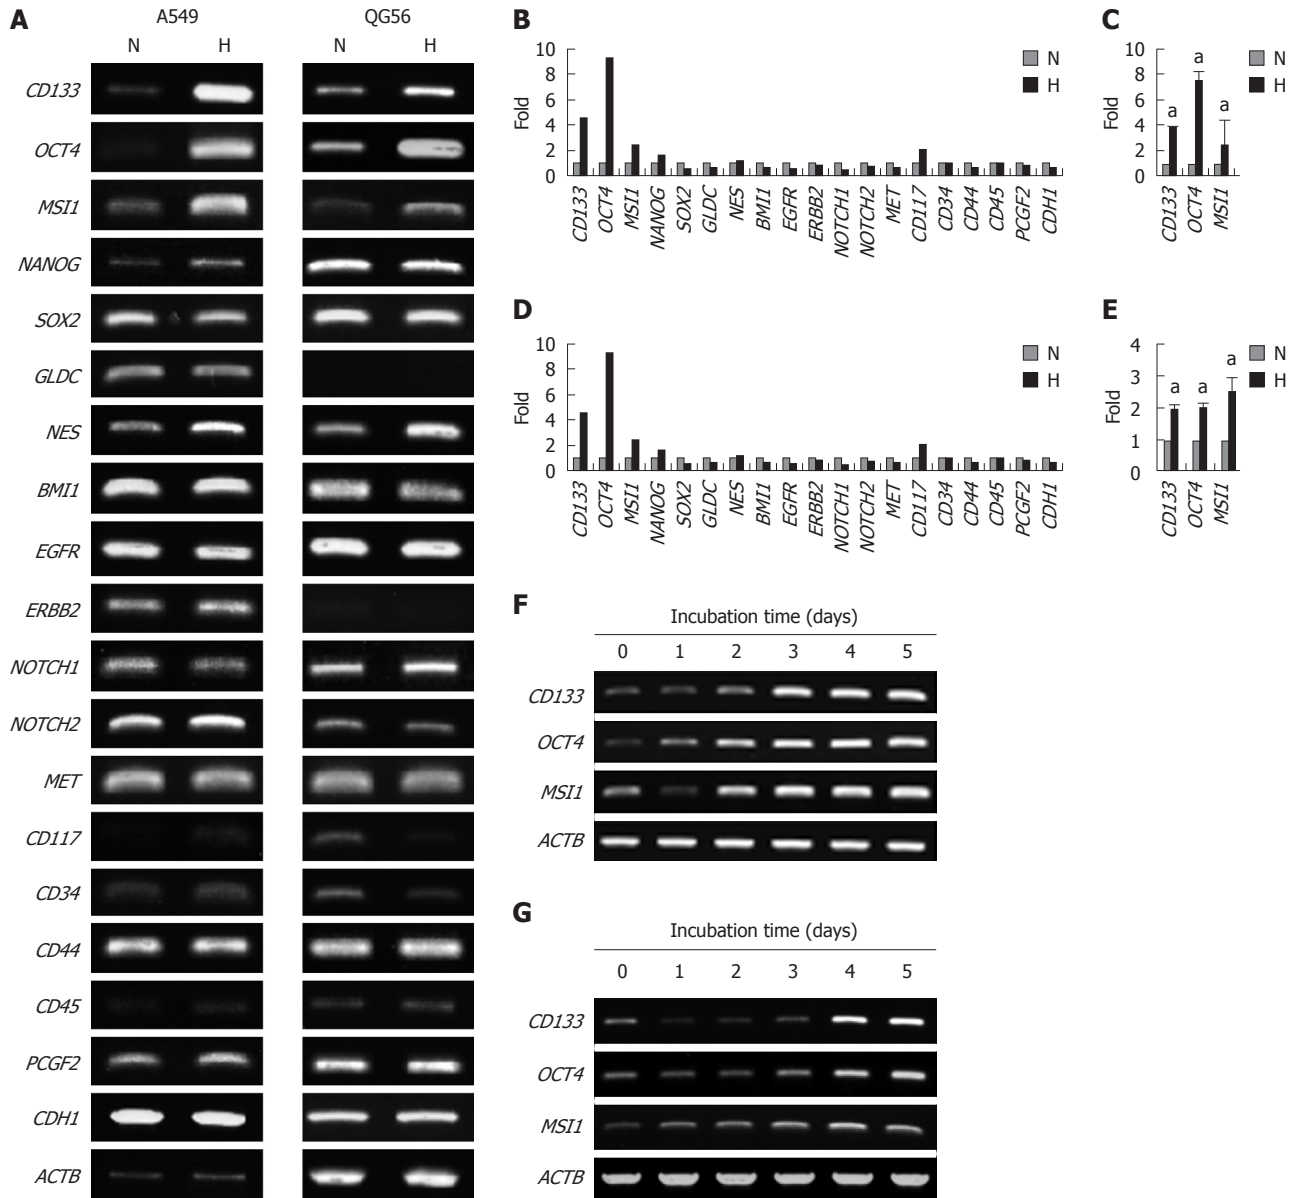 A
A549
QG56
N
H
N
H
CD133
OCT4
MSI1
NANOG
SOX2
GLDC
NES
BMI1
EGFR
ERBB2
NOTCH1
NOTCH2
MET
CD117
CD34
CD44
CD45
PCGF2
CDH1
ACTB
B
10
8
6
4
2
0
Fold
N
H
CD133
OCT4
MSI1
NANOG
SOX2
GLDC
NES
BMI1
EGFR
ERBB2
NOTCH1
NOTCH2
MET
CD117
CD34
CD44
CD45
PCGF2
CDH1
C
10
8
6
4
2
0
Fold
a
a
a
N
H
CD133
OCT4
MSI1
D
10
8
6
4
2
0
Fold
N
H
CD133
OCT4
MSI1
NANOG
SOX2
GLDC
NES
BMI1
EGFR
ERBB2
NOTCH1
NOTCH2
MET
CD117
CD34
CD44
CD45
PCGF2
CDH1
E
4
3
2
1
0
Fold
a
a
a
N
H
CD133
OCT4
MSI1
F
Incubation time (days)
0 1 2 3 4 5
CD133
OCT4
MSI1
ACTB
G
Incubation time (days)
0 1 2 3 4 5
CD133
OCT4
MSI1
ACTB